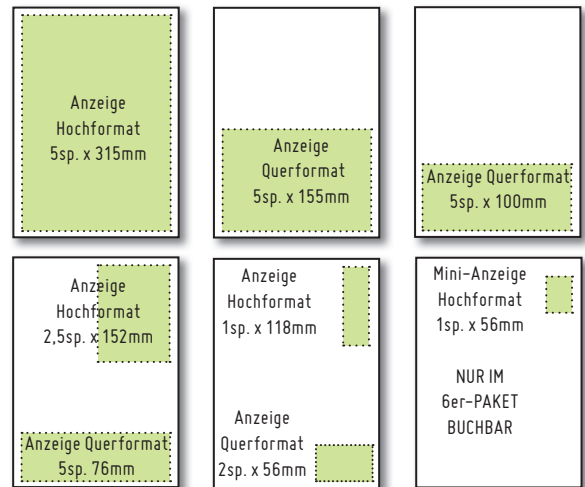 Anzeige
Hochformat
5sp. x 315mm
Anzeige
Querformat
5sp. x 155mm
Anzeige Querformat
5sp. x 100mm
Anzeige
Hochformat
2,5sp. x 152mm
Anzeige Querformat
5sp. 76mm
Anzeige
Hochformat
1sp. x 118mm
Anzeige
Querformat
2sp. x 56mm
Mini-Anzeige
Hochformat
1sp. x 56mm
NUR IM
6er-PAKET
BUCHBAR